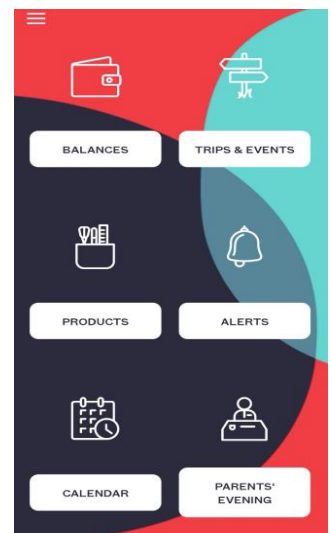 BALANCES
TRIPS & EVENTS
PRODUCTS
ALERTS
CALENDAR
PARENTS'
EVENING